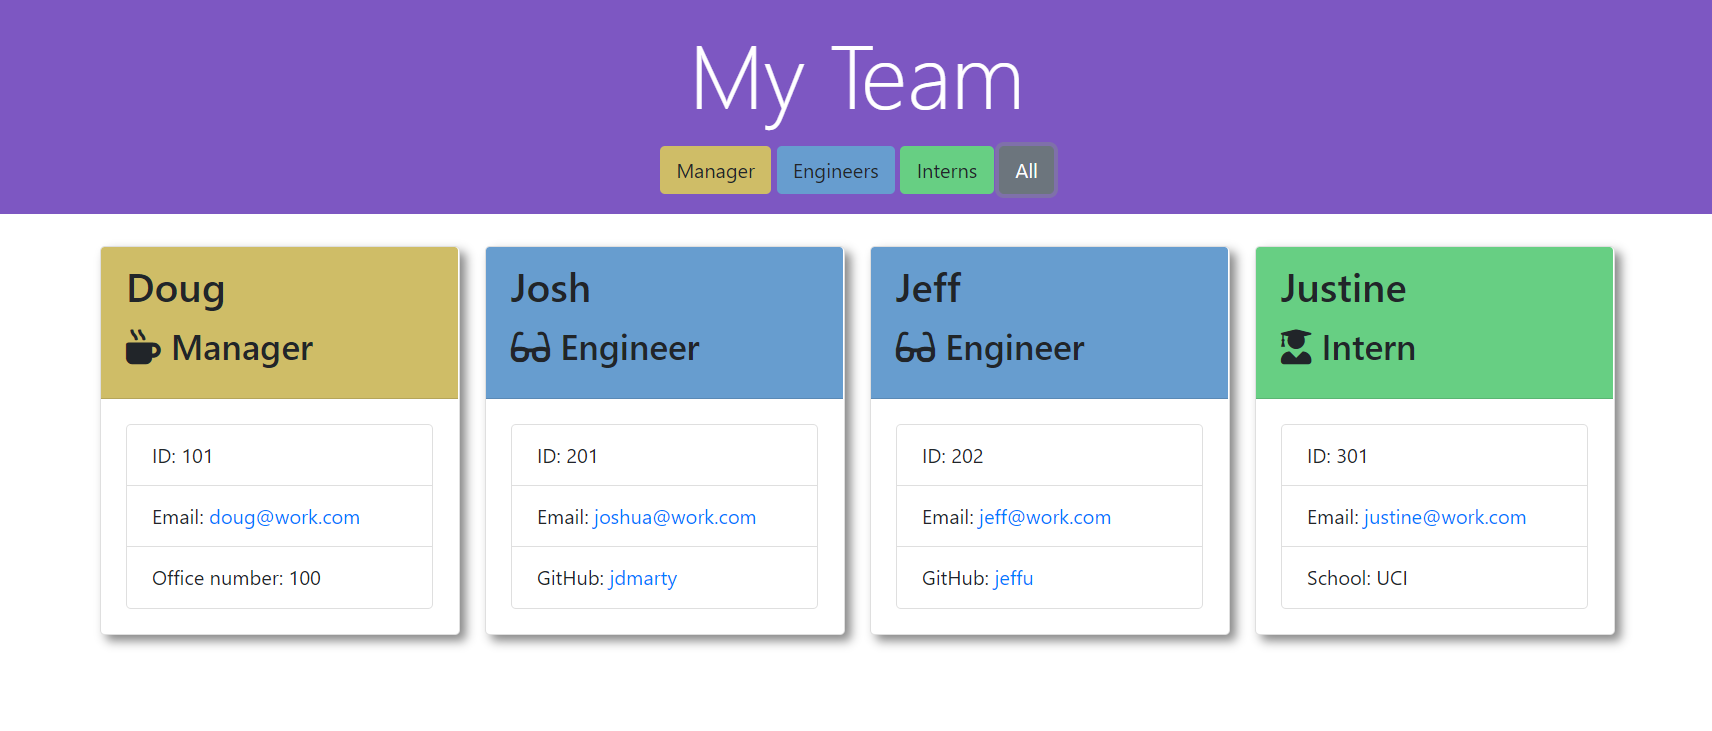 My Team
Manager Engineers Interns All
Doug
Manager
ID: 101
Email: doug@work.com
Office number: 100
Josh
Engineer
ID: 201
Email: joshua@work.com
GitHub: jdmarty
Jeff
Engineer
ID: 202
Email: jeff@work.com
GitHub: jeffu
Justine
Intern
ID: 301
Email: justine@work.com
School: UCI